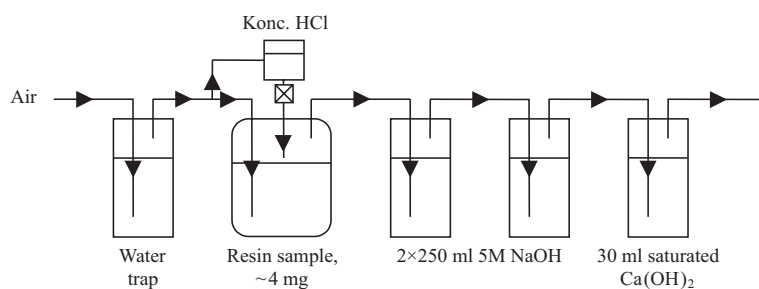 Konc. HCl
Air
Water
trap
Resin sample,
~4 mg
2×250 ml 5M NaOH
30 ml saturated
Ca(OH)₂